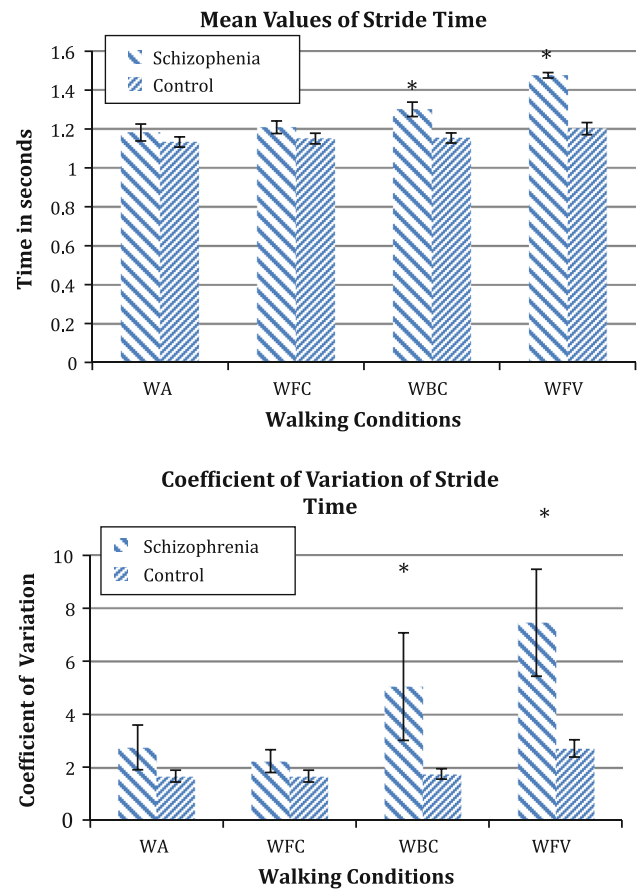 Mean Values of Stride Time
1.6
1.4
1.2
1
0.8
0.6
0.4
0.2
0
Time in seconds
Schizophenia
Control
*
*
WA
WFC
WBC
WFV
Walking Conditions
Coefficient of Variation of Stride
Time
10
8
6
4
2
0
Coefficient of Variation
Schizophrenia
Control
*
*
WA
WFC
WBC
WFV
Walking Conditions